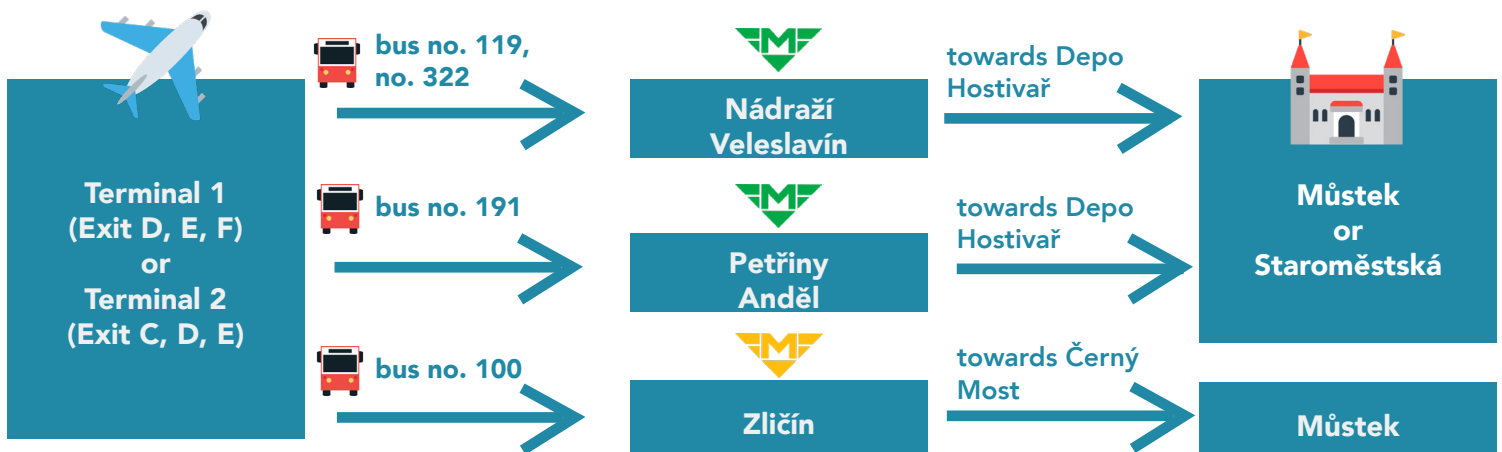 Terminal 1
(Exit D, E, F)
or
Terminal 2
(Exit C, D, E)
bus no. 119,
no. 322
M
Nádraží
Veleslavín
towards Depo
Hostivař
bus no. 191
M
Petřiny
Anděl
towards Depo
Hostivař
Můstek
or
Staroměstská
bus no. 100
M
Zličín
towards Černý
Most
Můstek